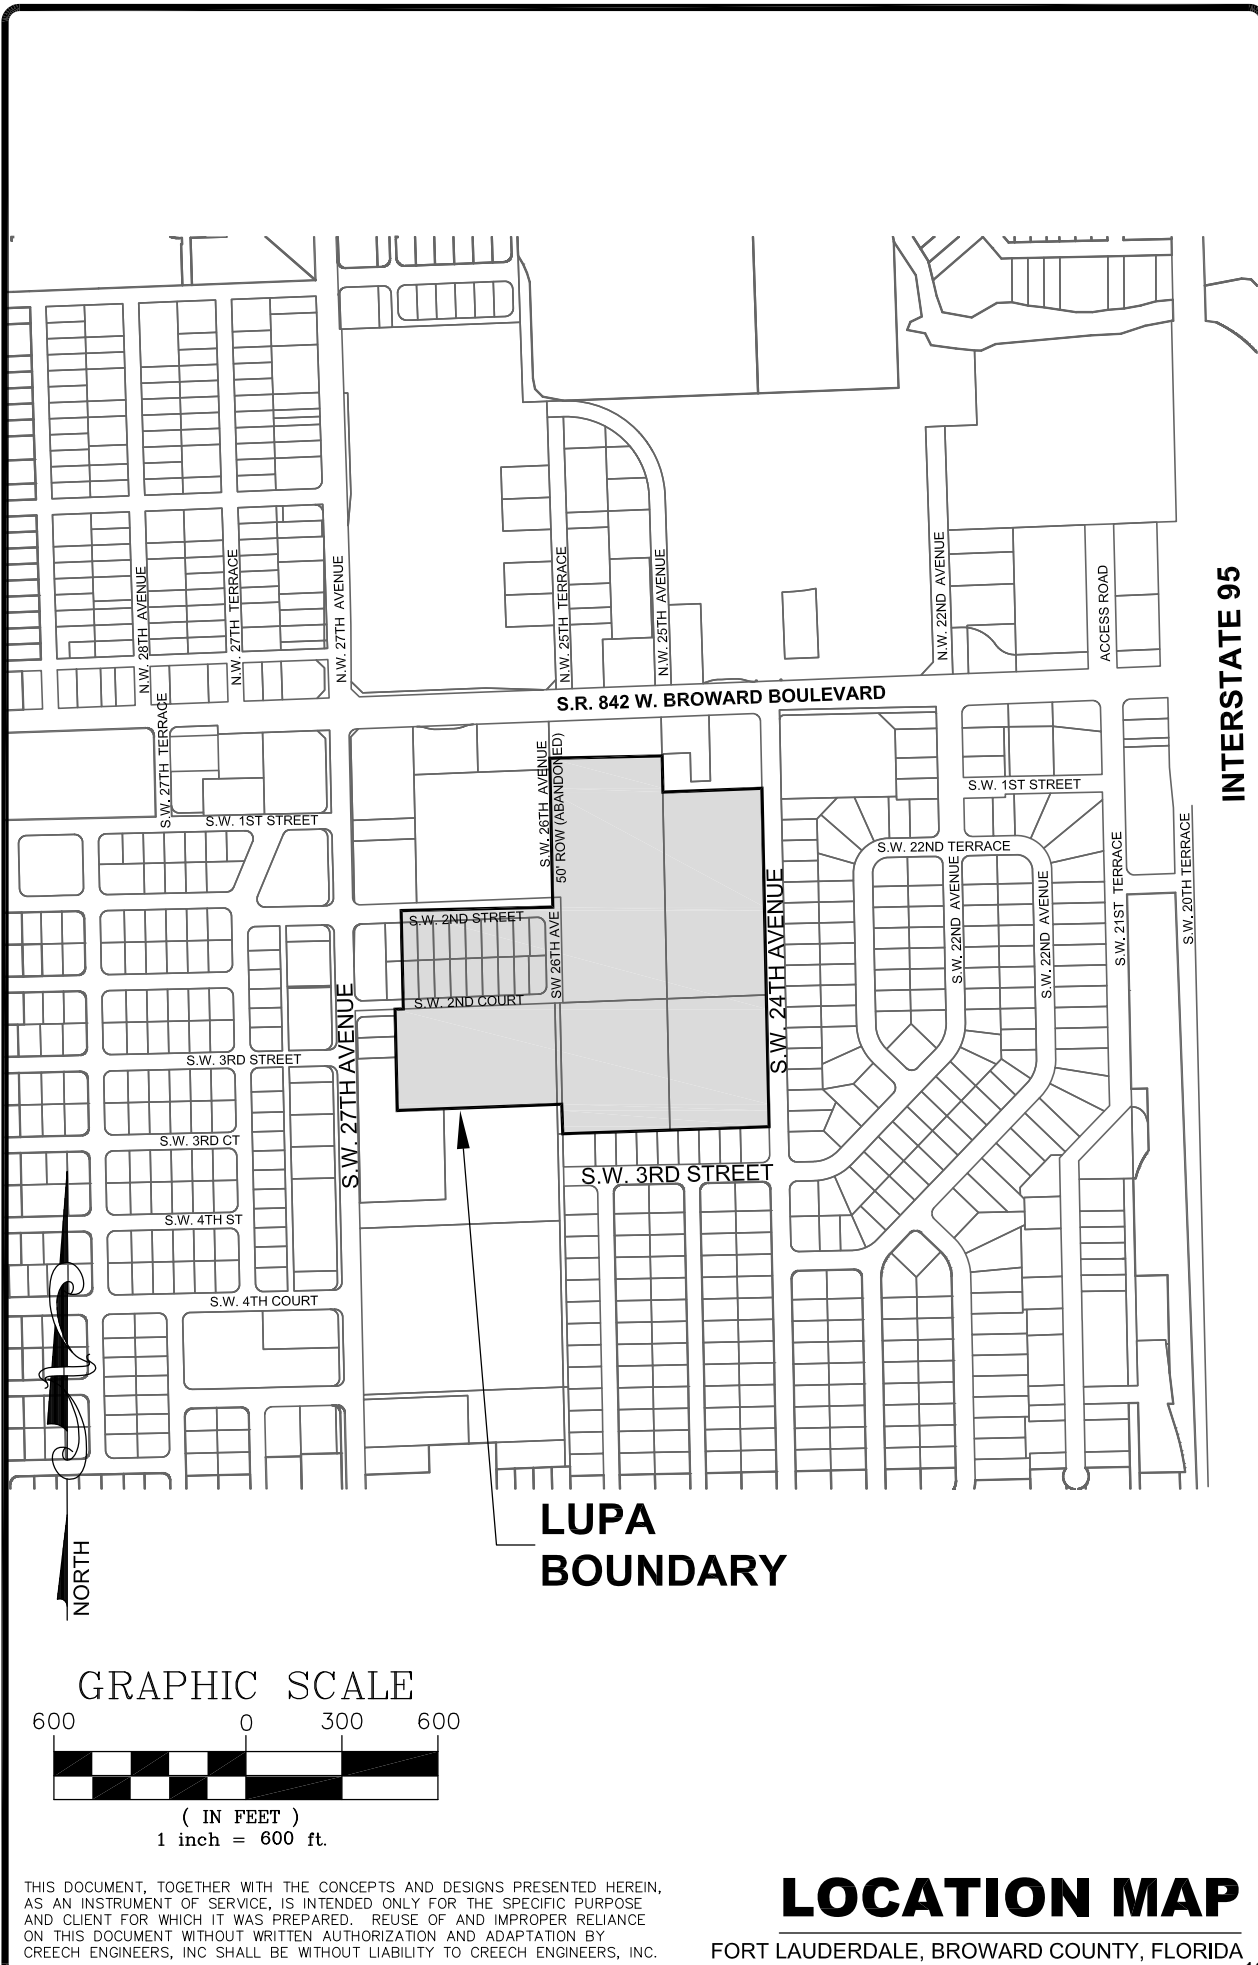 N.W. 28TH AVENUE
N.W. 27TH TERRACE
N.W. 27TH AVENUE
N.W. 25TH TERRACE
N.W. 25TH AVENUE
N.W. 22ND AVENUE
ACCESS ROAD
INTERSTATE 95
S.R. 842 W. BROWARD BOULEVARD
S.W. 27TH TERRACE
S.W. 26TH AVENUE
50' ROW (ABANDONED)
S.W. 1ST STREET
S.W. 1ST STREET
S.W. 22ND TERRACE
S.W. 22ND AVENUE
S.W. 22ND AVENUE
S.W. 21ST TERRACE
S.W. 20TH TERRACE
S.W. 24TH AVENUE
S.W. 2ND STREET
SW 26TH AVE
S.W. 2ND COURT
S.W. 27TH AVENUE
S.W. 3RD STREET
S.W. 3RD CT
S.W. 3RD STREET
S.W. 4TH ST
S.W. 4TH COURT
LUPA
BOUNDARY
NORTH
GRAPHIC SCALE
600 0 300 600
( IN FEET )
1 inch = 600 ft.
THIS DOCUMENT, TOGETHER WITH THE CONCEPTS AND DESIGNS PRESENTED HEREIN,
AS AN INSTRUMENT OF SERVICE, IS INTENDED ONLY FOR THE SPECIFIC PURPOSE
AND CLIENT FOR WHICH IT WAS PREPARED. REUSE OF AND IMPROPER RELIANCE
ON THIS DOCUMENT WITHOUT WRITTEN AUTHORIZATION AND ADAPTATION BY
CREECH ENGINEERS, INC SHALL BE WITHOUT LIABILITY TO CREECH ENGINEERS, INC.
LOCATION MAP
FORT LAUDERDALE, BROWARD COUNTY, FLORIDA